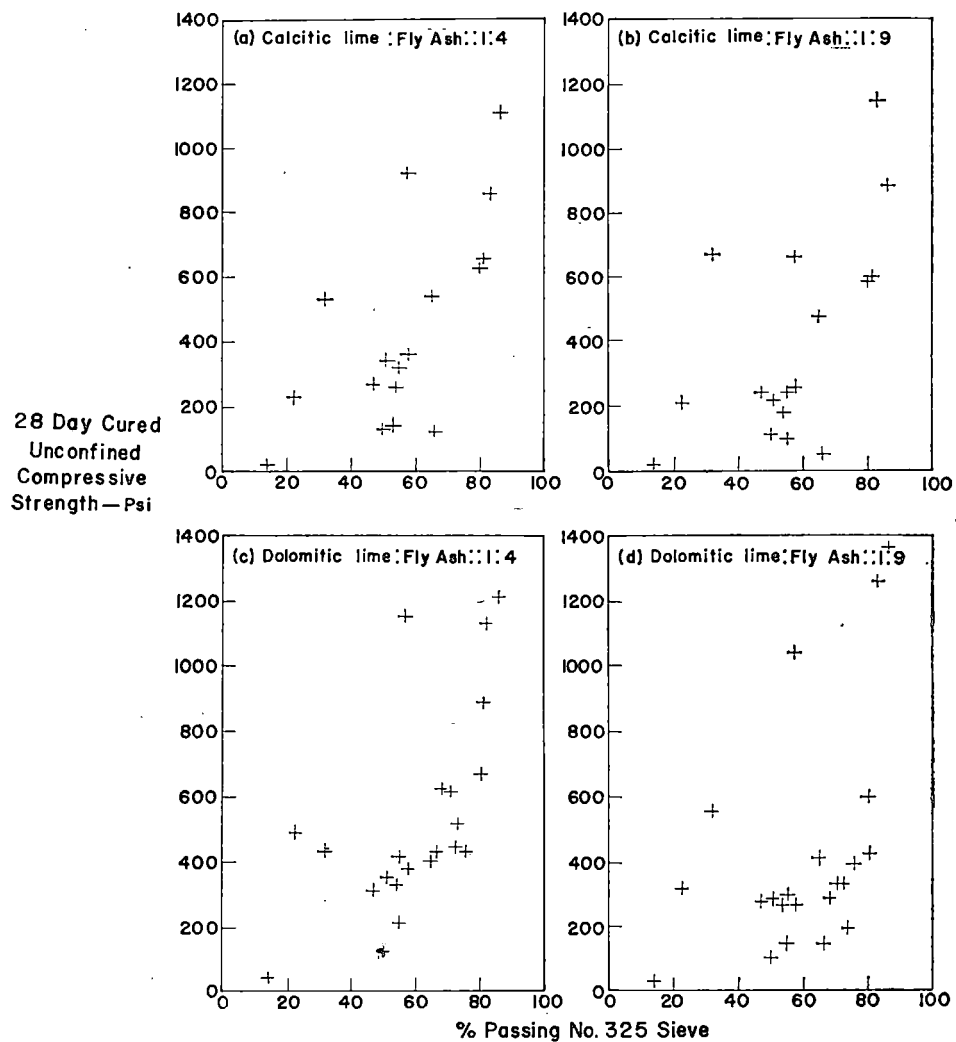 (a) Calcitic lime:Fly Ash::1:4
1400
1200
1000
800
600
400
200
0
0 20 40 60 80 100
(b) Calcitic lime:Fly Ash::1:9
1400
1200
1000
800
600
400
200
0
0 20 40 60 80 100
28 Day Cured
Unconfined
Compressive
Strength—Psi
(c) Dolomitic lime:Fly Ash::1:4
1400
1200
1000
800
600
400
200
0
0 20 40 60 80 100
(d) Dolomitic lime:Fly Ash::1:9
1400
1200
1000
800
600
400
200
0
0 20 40 60 80 100
% Passing No. 325 Sieve